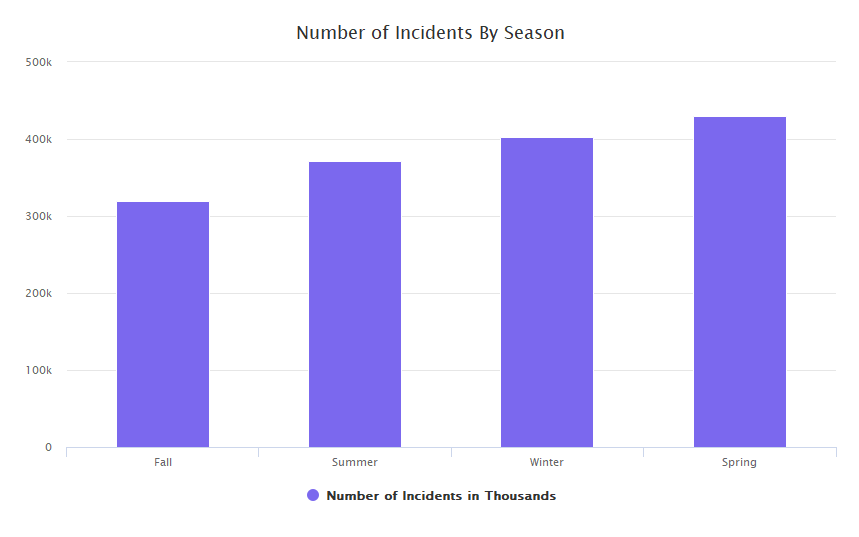 Number of Incidents By Season
500k
400k
300k
200k
100k
0
Fall Summer Winter Spring
Number of Incidents in Thousands